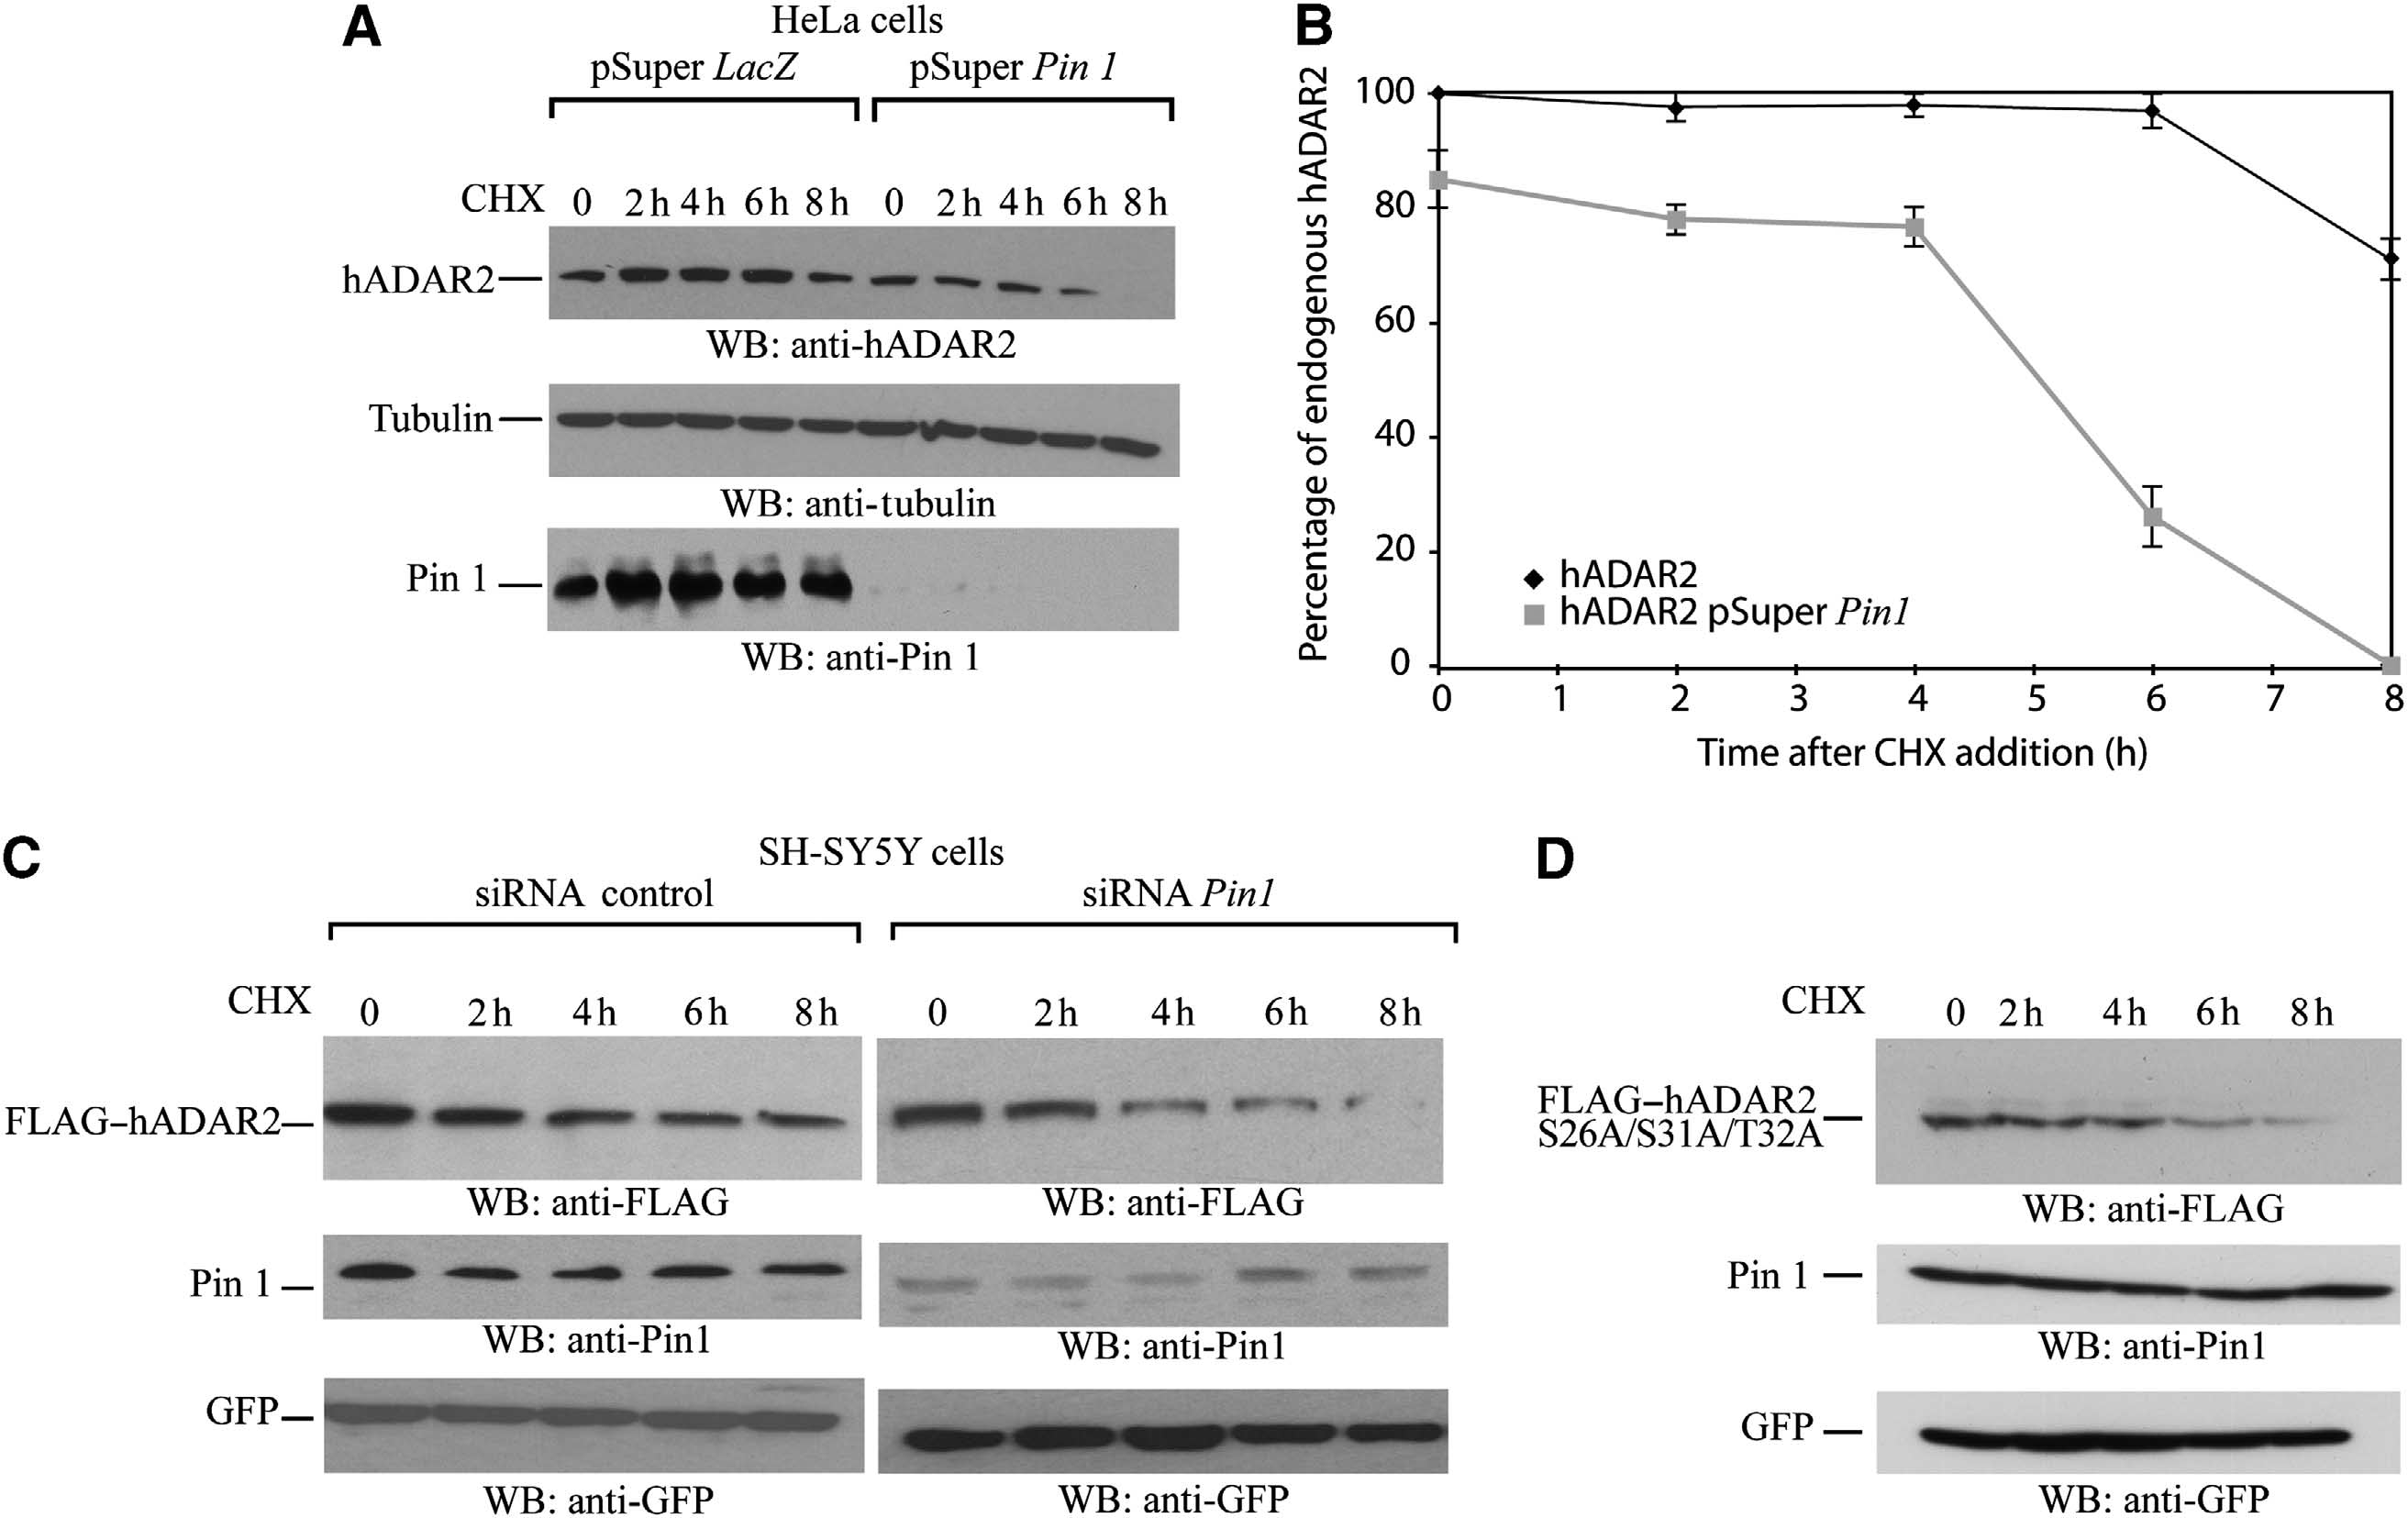 A
HeLa cells
pSuper LacZ
pSuper Pin 1
CHX 0 2h 4h 6h 8h 0 2h 4h 6h 8h
hADAR2
WB: anti-hADAR2
Tubulin
WB: anti-tubulin
Pin 1
WB: anti-Pin 1
B
Percentage of endogenous hADAR2
100
80
60
40
20
0
hADAR2
hADAR2 pSuper Pin1
0 1 2 3 4 5 6 7 8
Time after CHX addition (h)
C
SH-SY5Y cells
siRNA control
siRNA Pin1
CHX 0 2h 4h 6h 8h 0 2h 4h 6h 8h
FLAG–hADAR2
WB: anti-FLAG
WB: anti-FLAG
Pin 1
WB: anti-Pin1
WB: anti-Pin1
GFP
WB: anti-GFP
WB: anti-GFP
D
CHX 0 2h 4h 6h 8h
FLAG–hADAR2
S26A/S31A/T32A
WB: anti-FLAG
Pin 1
WB: anti-Pin1
GFP
WB: anti-GFP